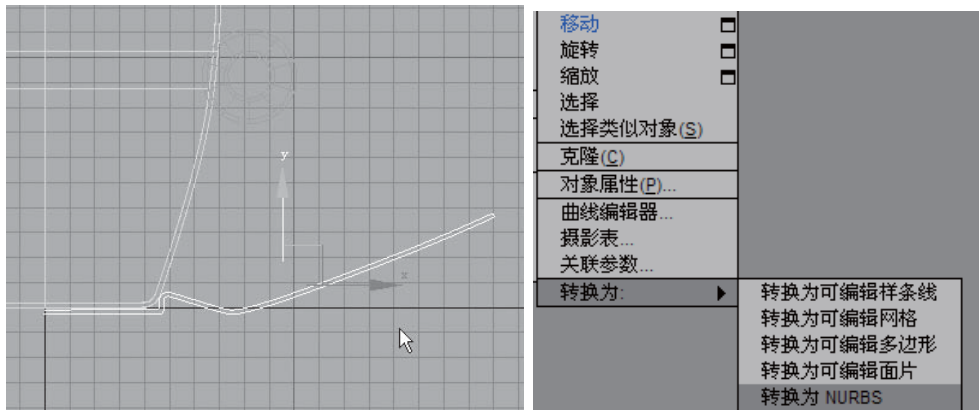 y
x
移动
旋转
缩放
选择
选择类似对象(S)
克隆(C)
对象属性(P)...
曲线编辑器...
摄影表...
关联参数...
转换为:
转换为可编辑样条线
转换为可编辑网格
转换为可编辑多边形
转换为可编辑面片
转换为 NURBS